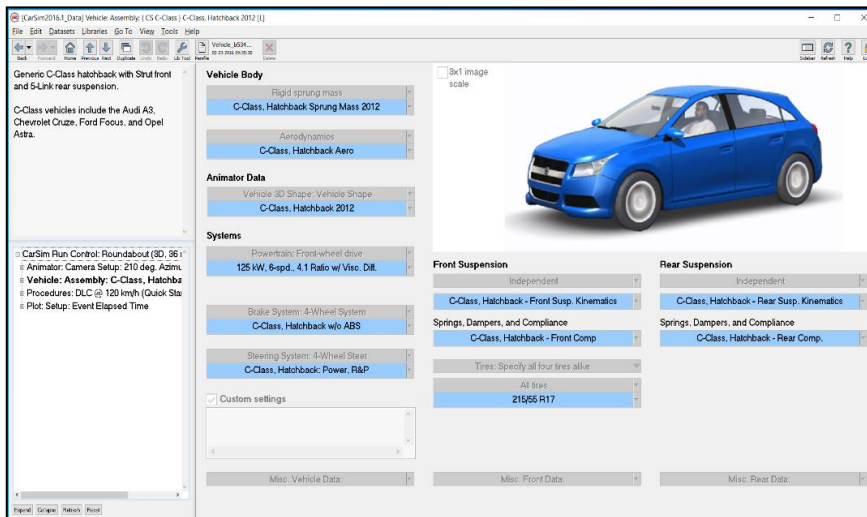 [CarSim2016.1_Data] Vehicle: Assembly; { CS C-Class } C-Class, Hatchback 2012 [L]
File Edit Datasets Libraries Go To View Tools Help
Vehicle_b534...
02-23-2016 09:35:02
Back Forward Home Previous Next Duplicate Undo Redo Lib Tool Parsfile Delete Sidebar Refresh Help
Generic C-Class hatchback with Strut front
and 5-Link rear suspension.
C-Class vehicles include the Audi A3,
Chevrolet Cruze, Ford Focus, and Opel
Astra.
CarSim Run Control: Roundabout (3D, 36
Animator: Camera Setup: 210 deg. Azimu
Vehicle: Assembly: C-Class, Hatchba
Procedures: DLC @ 120 km/h (Quick Star
Plot: Setup: Event Elapsed Time
Expand Collapse Refresh Reset
Vehicle Body
Rigid sprung mass
C-Class, Hatchback Sprung Mass 2012
Aerodynamics
C-Class, Hatchback Aero
Animator Data
Vehicle 3D Shape: Vehicle Shape
C-Class, Hatchback 2012
Systems
Powertrain: Front-wheel drive
125 kW, 6-spd., 4.1 Ratio w/ Visc. Diff.
Brake System: 4-Wheel System
C-Class, Hatchback w/o ABS
Steering System: 4-Wheel Steer
C-Class, Hatchback: Power, R&P
Custom settings
Misc. Vehicle Data:
3x1 image
scale
Front Suspension
Independent
C-Class, Hatchback - Front Susp. Kinematics
Springs, Dampers, and Compliance
C-Class, Hatchback - Front Comp
Tires: Specify all four tires alike
All tires
215/55 R17
Misc. Front Data:
Rear Suspension
Independent
C-Class, Hatchback - Rear Susp. Kinematics
Springs, Dampers, and Compliance
C-Class, Hatchback - Rear Comp.
Misc. Rear Data: